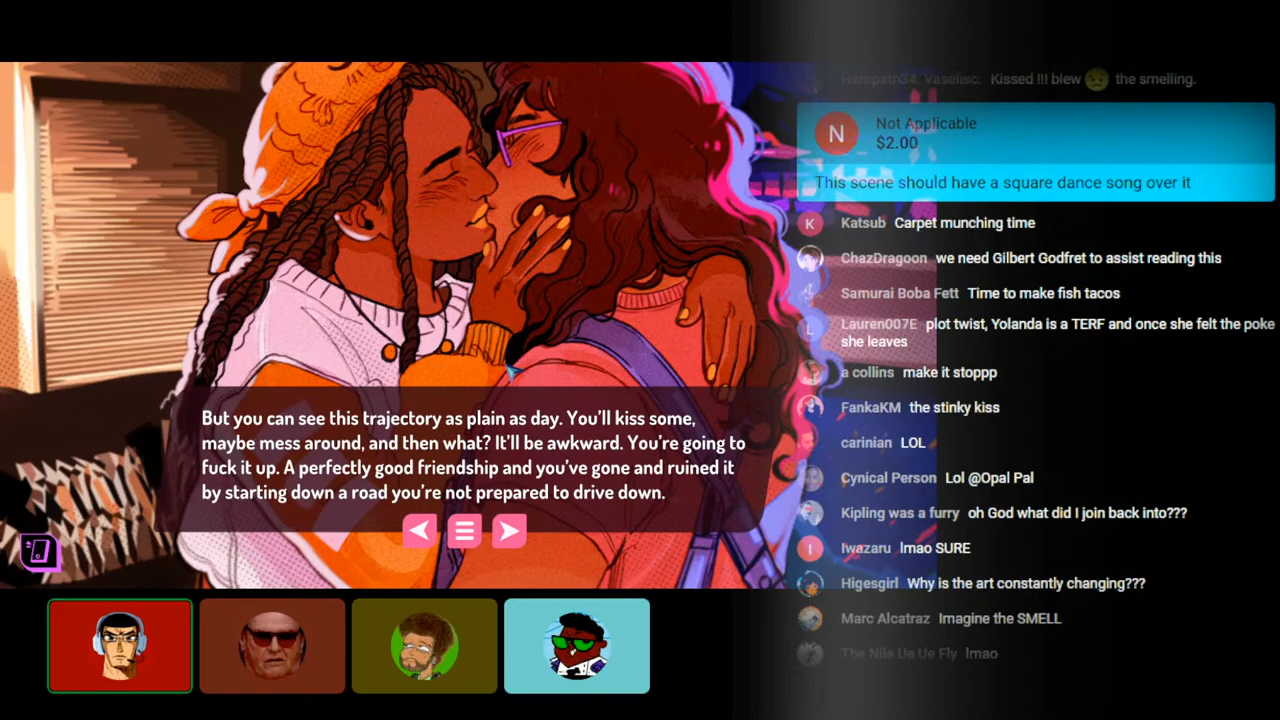 Heropath34, Vaselisc. Kissed !!! blew the smelling.
N
Not Applicable
$2.00
This scene should have a square dance song over it
K Katsub Carpet munching time
ChazDragoon we need Gilbert Godfret to assist reading this
Samurai Boba Fett Time to make fish tacos
L Lauren007E plot twist, Yolanda is a TERF and once she felt the poke
she leaves
a collins make it stoppp
FankaKM the stinky kiss
carinian LOL
Cynical Person Lol @Opal Pal
Kipling was a furry oh God what did I join back into???
I Iwazaru lmao SURE
Higesgirl Why is the art constantly changing???
Marc Alcatraz Imagine the SMELL
The Nile Ue Ue Fly lmao
But you can see this trajectory as plain as day. You'll kiss some,
maybe mess around, and then what? It'll be awkward. You're going to
fuck it up. A perfectly good friendship and you've gone and ruined it
by starting down a road you're not prepared to drive down.